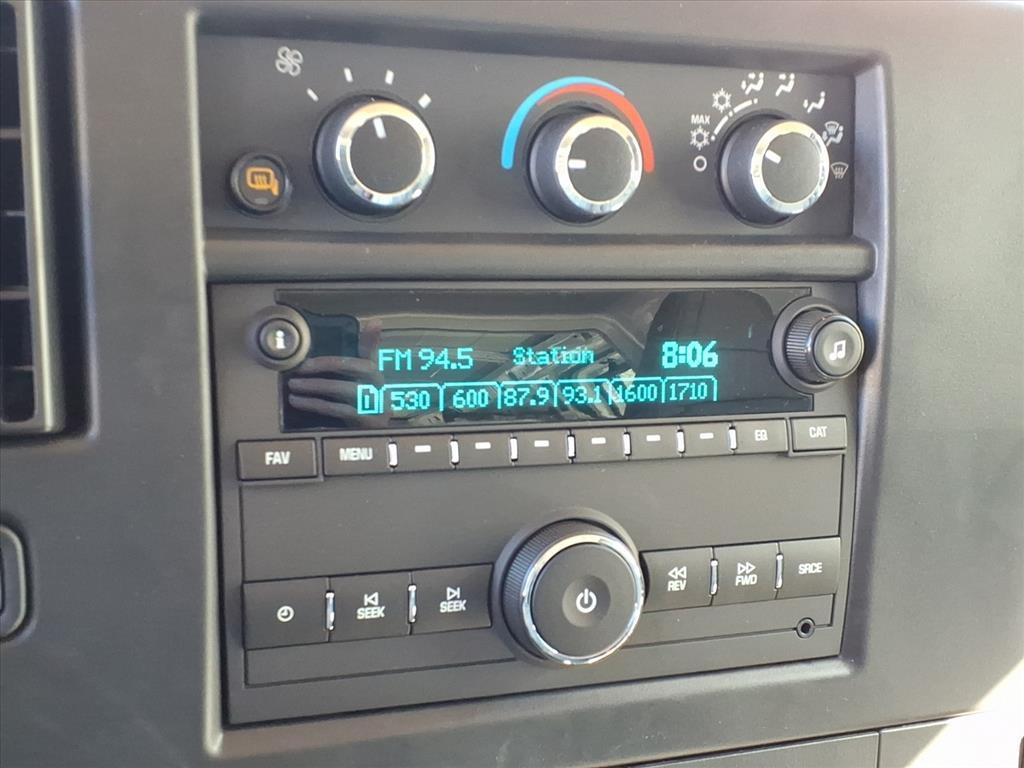 MAX
FM 94.5 Station 8:06
1 530 600 87.9 93.1 1600 1710
FAV MENU EQ CAT
SEEK SEEK REV FWD SRCE